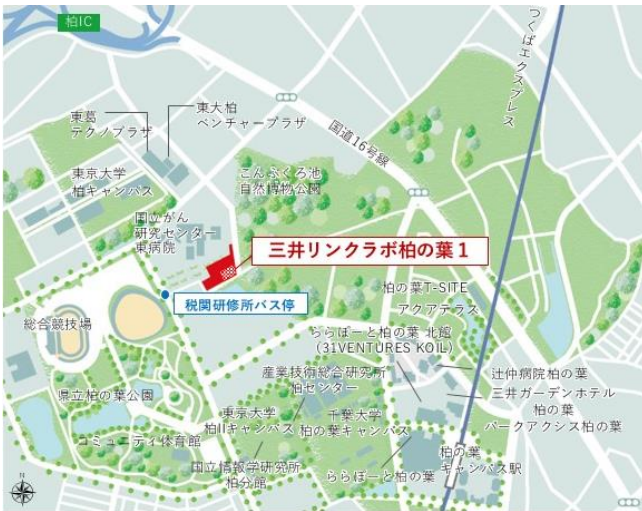 柏IC
つくばエクスプレス
東大柏
ベンチャープラザ
東葛
テクノプラザ
国道16号線
東京大学
柏キャンパス
こんぶくろ池
自然博物公園
国立がん
研究センター
東病院
三井リンクラボ柏の葉1
柏の葉T-SITE
税関研修所バス停
アクアテラス
総合競技場
ららぽーと柏の葉 北館
(31VENTURES KOIL)
辻仲病院柏の葉
産業技術総合研究所
柏センター
三井ガーデンホテル
柏の葉
県立柏の葉公園
東京大学
柏IIキャンパス
千葉大学
柏の葉キャンパス
パークアクシス柏の葉
コミュニティ体育館
柏の葉
キャンパス駅
国立情報学研究所
柏分館
ららぽーと柏の葉
N